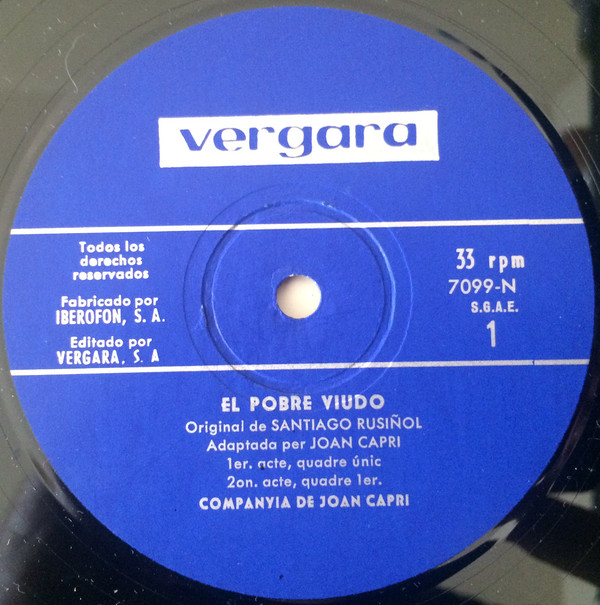 vergara
Todos los
derechos
reservados
Fabricado por
IBEROFON, S. A.
Editado por
VERGARA, S. A
33 rpm
7099-N
S.G.A.E.
1
EL POBRE VIUDO
Original de SANTIAGO RUSIÑOL
Adaptada per JOAN CAPRI
1er. acte, quadre únic
2on. acte, quadre 1er.
COMPANYIA DE JOAN CAPRI